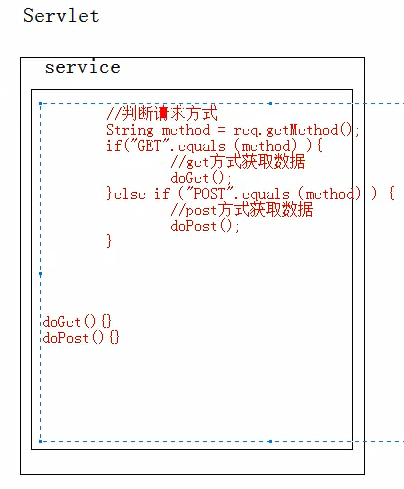 Servlet
service
//判断请求方式
String method = req.getMethod();
if("GET".equals (method) ){
//get方式获取数据
doGet();
}else if ("POST".equals (method) ) {
//post方式获取数据
doPost();
}
doGet(){}
doPost(){}